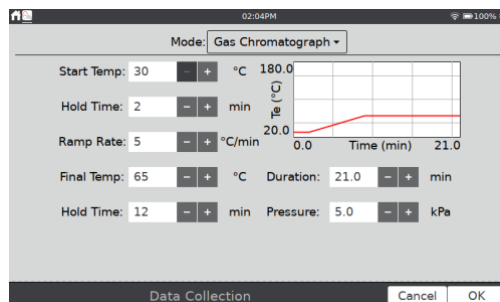 02:04PM 100%
Mode: Gas Chromatograph
Start Temp: 30 - + °C
Hold Time: 2 - + min
Ramp Rate: 5 - + °C/min
Final Temp: 65 - + °C
Hold Time: 12 - + min
180.0
Te (°C)
20.0
0.0 Time (min) 21.0
Duration: 21.0 - + min
Pressure: 5.0 - + kPa
Data Collection Cancel OK